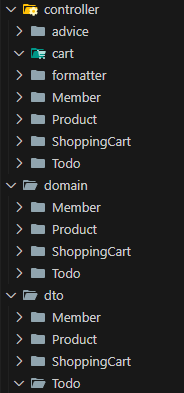 controller
advice
cart
formatter
Member
Product
ShoppingCart
Todo
domain
Member
Product
ShoppingCart
Todo
dto
Member
Product
ShoppingCart
Todo